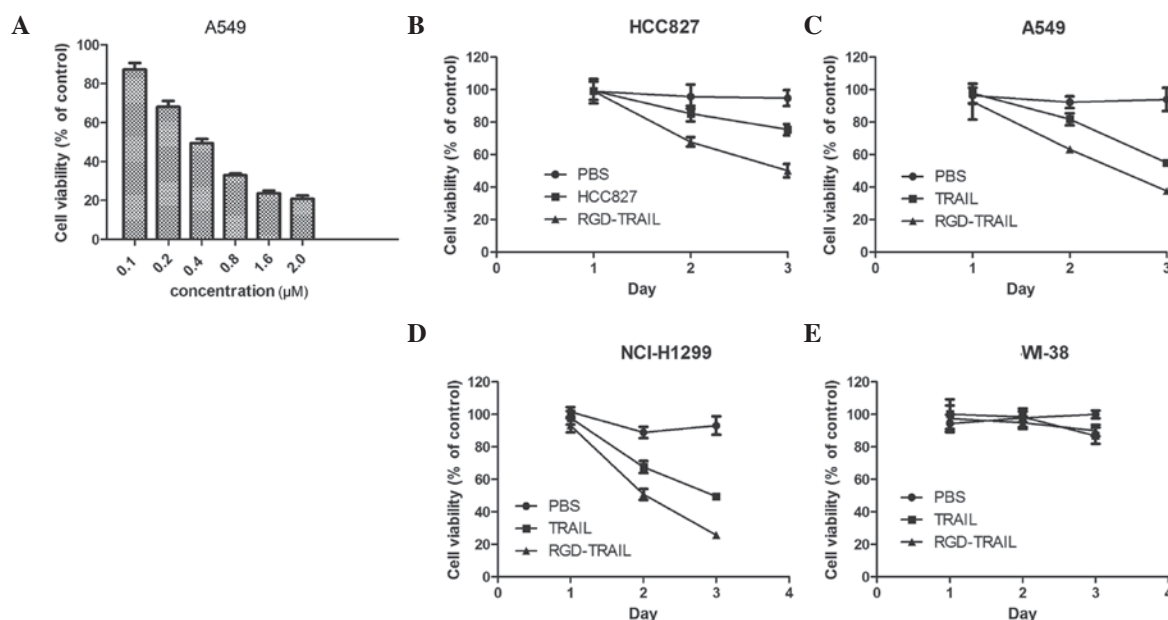 A
A549
Cell viability (% of control)
100
80
60
40
20
0
0.1
0.2
0.4
0.8
1.6
2.0
concentration (µM)
B
HCC827
Cell viability (% of control)
120
100
80
60
40
20
0
PBS
HCC827
RGD-TRAIL
0
1
2
3
Day
C
A549
Cell viability (% of control)
120
100
80
60
40
20
0
PBS
TRAIL
RGD-TRAIL
0
1
2
3
Day
D
NCI-H1299
Cell viability (% of control)
120
100
80
60
40
20
0
PBS
TRAIL
RGD-TRAIL
0
1
2
3
4
Day
E
WI-38
Cell viability (% of control)
120
100
80
60
40
20
0
PBS
TRAIL
RGD-TRAIL
0
1
2
3
4
Day